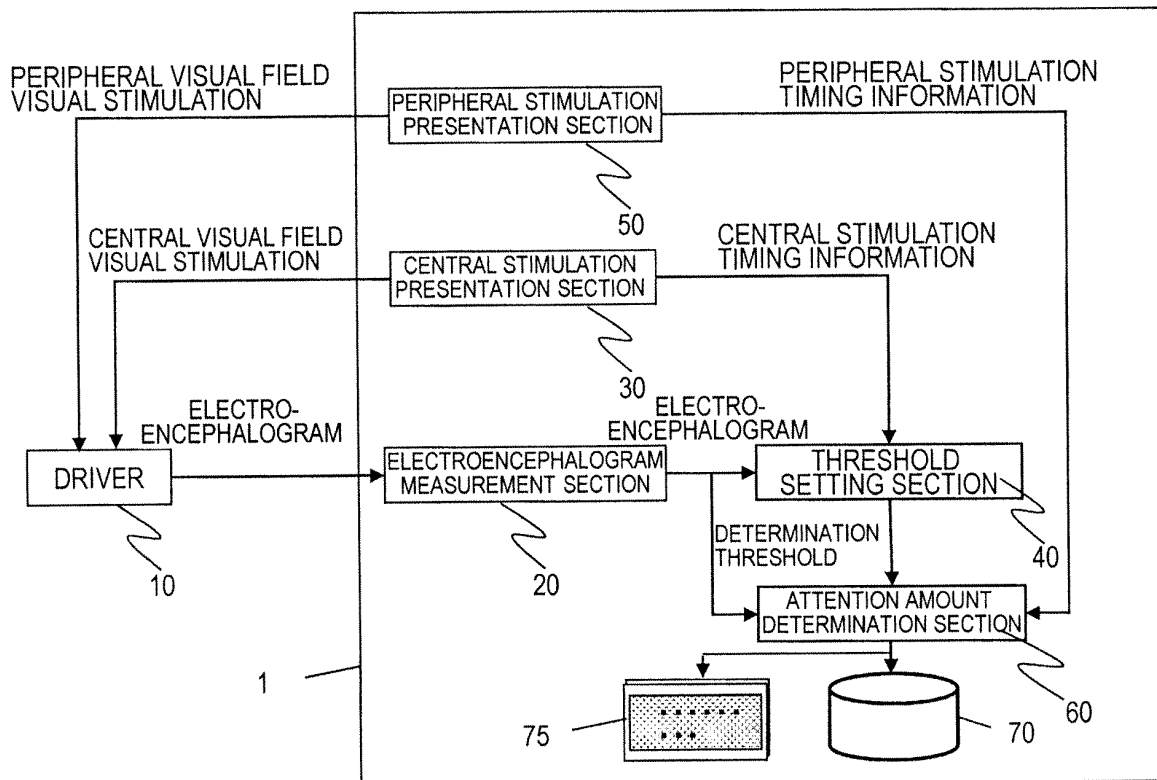 PERIPHERAL VISUAL FIELD
VISUAL STIMULATION
PERIPHERAL STIMULATION
PRESENTATION SECTION
PERIPHERAL STIMULATION
TIMING INFORMATION
50
CENTRAL VISUAL FIELD
VISUAL STIMULATION
CENTRAL STIMULATION
PRESENTATION SECTION
CENTRAL STIMULATION
TIMING INFORMATION
30
ELECTRO-
ENCEPHALOGRAM
ELECTRO-
ENCEPHALOGRAM
DRIVER
ELECTROENCEPHALOGRAM
MEASUREMENT SECTION
THRESHOLD
SETTING SECTION
10
20
DETERMINATION
THRESHOLD
40
ATTENTION AMOUNT
DETERMINATION SECTION
1
75
70
60